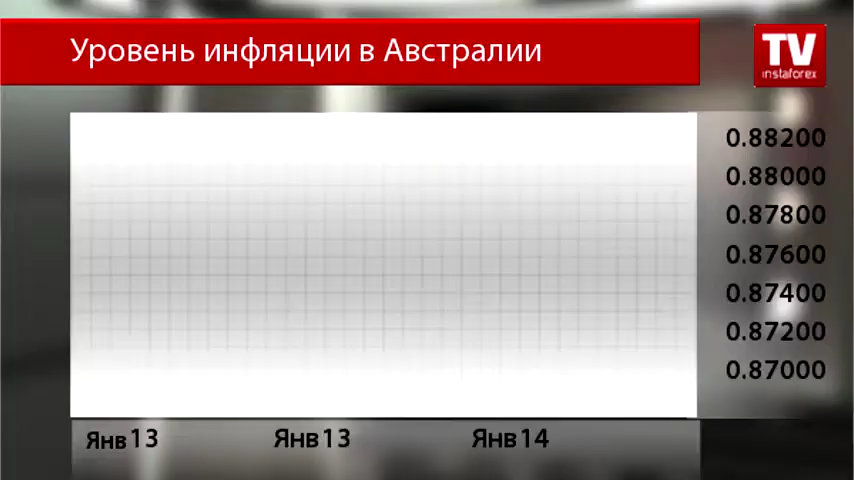 Уровень инфляции в Австралии
TV
instaforex
0.88200
0.88000
0.87800
0.87600
0.87400
0.87200
0.87000
Янв 13
Янв 13
Янв 14